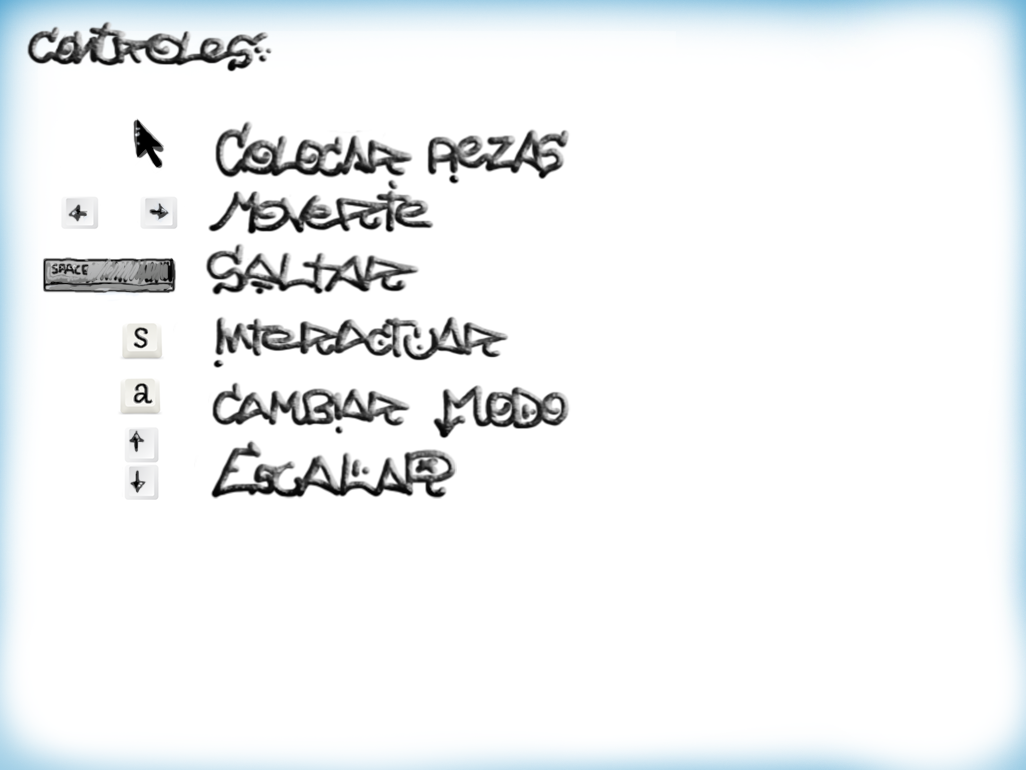 Controles:
Colocar piezas
Moverte
SPACE Saltar
s Interactuar
a Cambiar Modo
Escalar